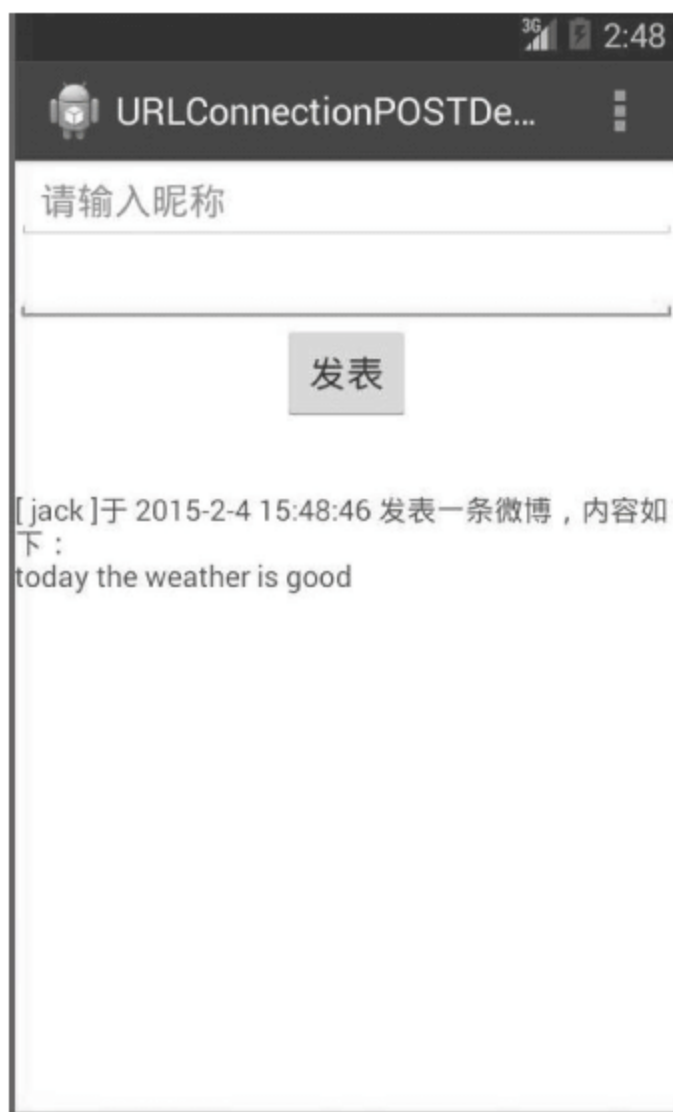 3G 2:48
URLConnectionPOSTDe...
请输入昵称
发表
[ jack ]于 2015-2-4 15:48:46 发表一条微博，内容如
下：
today the weather is good